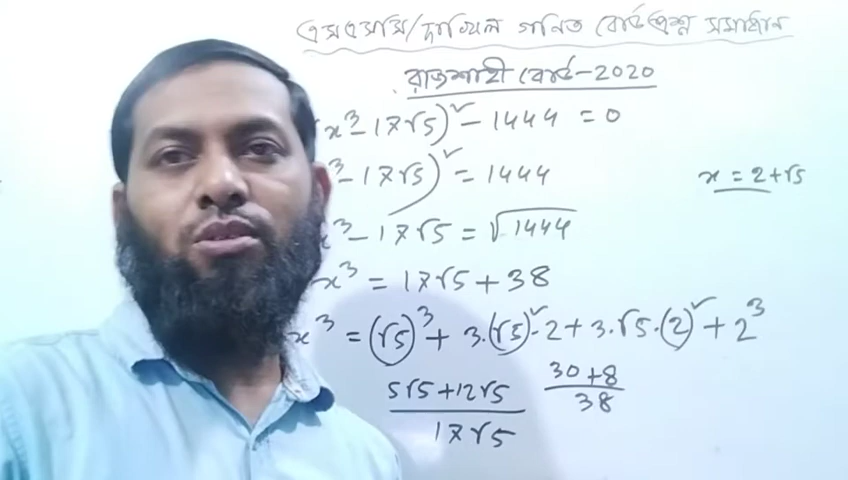 এসএসসি/দাখিল গনিত বোর্ডপ্রশ্ন সমাধান
রাজশাহী বোর্ড-2020
(x³ - 17√5)² - 1444 = 0
³ - 17√5)² = 1444
x = 2+√5
x³ - 17√5 = √1444
x³ = 17√5 + 38
x³ = (√5)³ + 3.(√5)².2 + 3.√5.(2)² + 2³
5√5 + 12√5
30 + 8
17√5
38